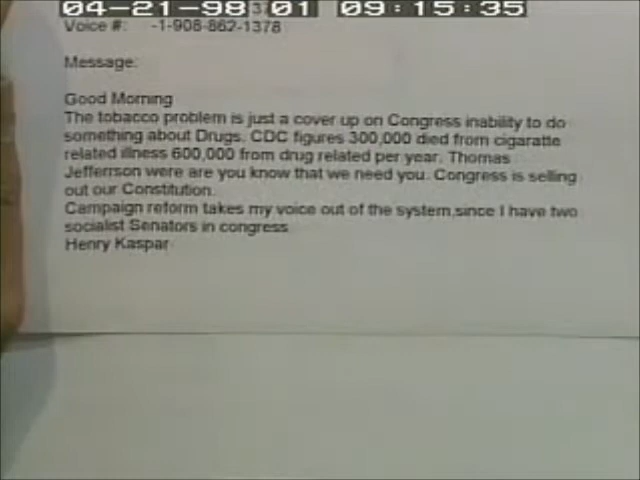 04-21-98 01 09:15:35
Voice #: -1-908-862-1378
Message:
Good Morning
The tobacco problem is just a cover up on Congress inability to do
something about Drugs. CDC figures 300,000 died from cigaratte
related illness 600,000 from drug related per year. Thomas
Jefferrson were are you know that we need you. Congress is selling
out our Constitution.
Campaign reform takes my voice out of the system,since I have two
socialist Senators in congress
Henry Kaspar